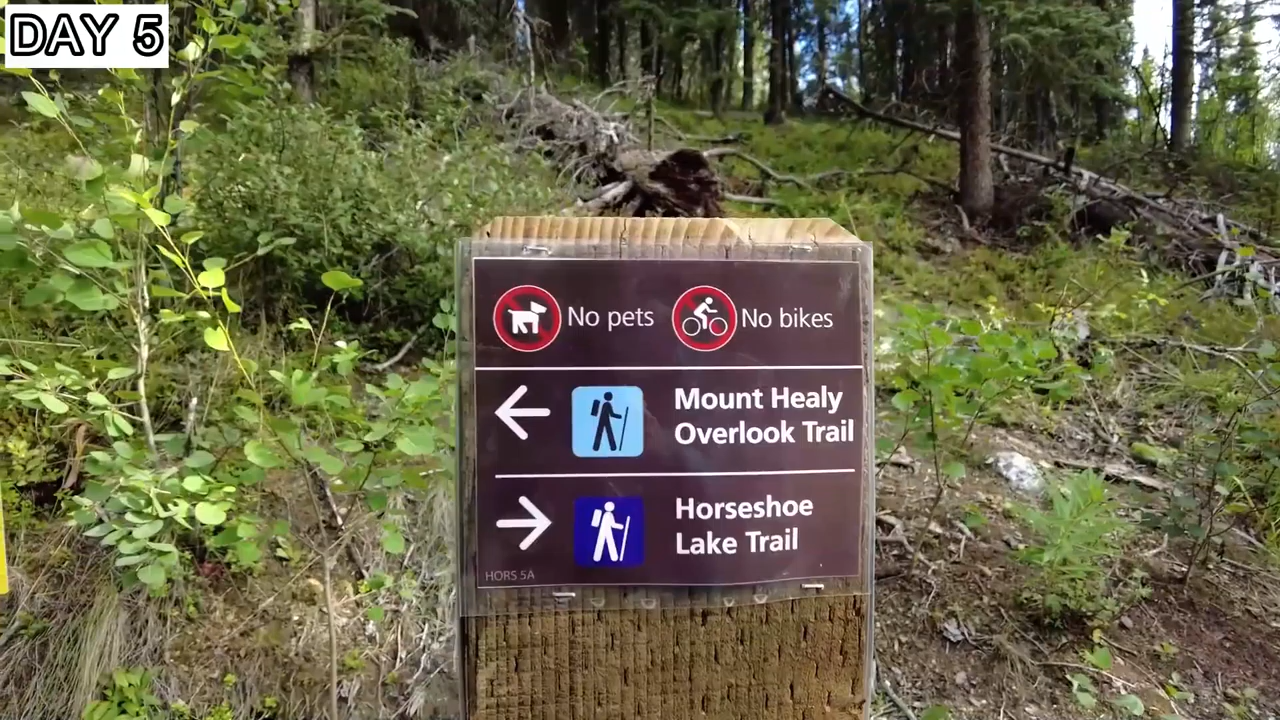 DAY 5
No pets No bikes
Mount Healy
Overlook Trail
Horseshoe
Lake Trail
HORS 5A